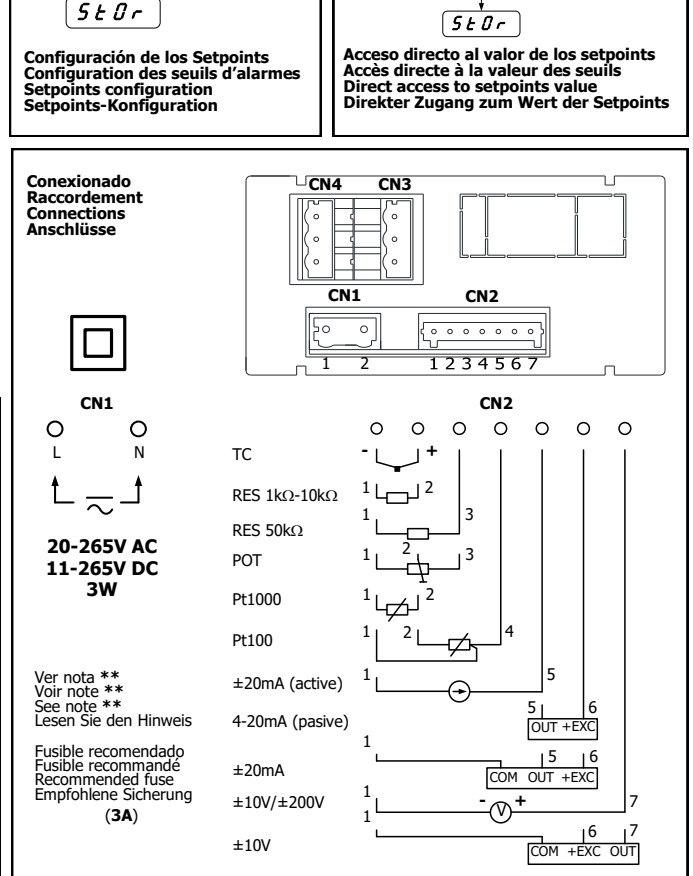 StOr
Configuración de los Setpoints
Configuration des seuils d'alarmes
Setpoints configuration
Setpoints-Konfiguration
StOr
Acceso directo al valor de los setpoints
Accès directe à la valeur des seuils
Direct access to setpoints value
Direkter Zugang zum Wert der Setpoints
Conexionado
Raccordement
Connections
Anschlüsse
CN4 CN3
CN1 CN2
1 2 1 2 3 4 5 6 7
CN1
L N
20-265V AC
11-265V DC
3W
Ver nota **
Voir note **
See note **
Lesen Sie den Hinweis
Fusible recomendado
Fusible recommandé
Recommended fuse
Empfohlene Sicherung
(3A)
CN2
TC - +
RES 1kΩ-10kΩ 1 2
RES 50kΩ 1 3
POT 1 2 3
Pt1000 1 2
Pt100 1 2 4
±20mA (active) 1 5
4-20mA (pasive) 5 6
OUT +EXC
±20mA 1 5 6
COM OUT +EXC
±10V/±200V 1 - V + 7
±10V 1 6 7
COM +EXC OUT